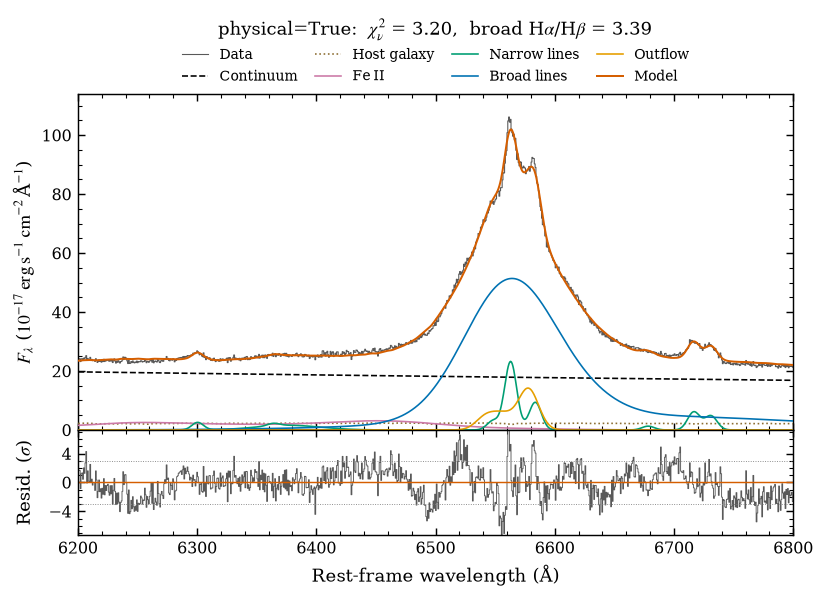 physical=True: χ²ν = 3.20, broad Hα/Hβ = 3.39
Data Host galaxy Narrow lines Outflow
Continuum Fe II Broad lines Model
100
80
60
40
20
0
Fλ (10⁻¹⁷ erg s⁻¹ cm⁻² Å⁻¹)
4
0
−4
Resid. (σ)
6200 6300 6400 6500 6600 6700 6800
Rest-frame wavelength (Å)